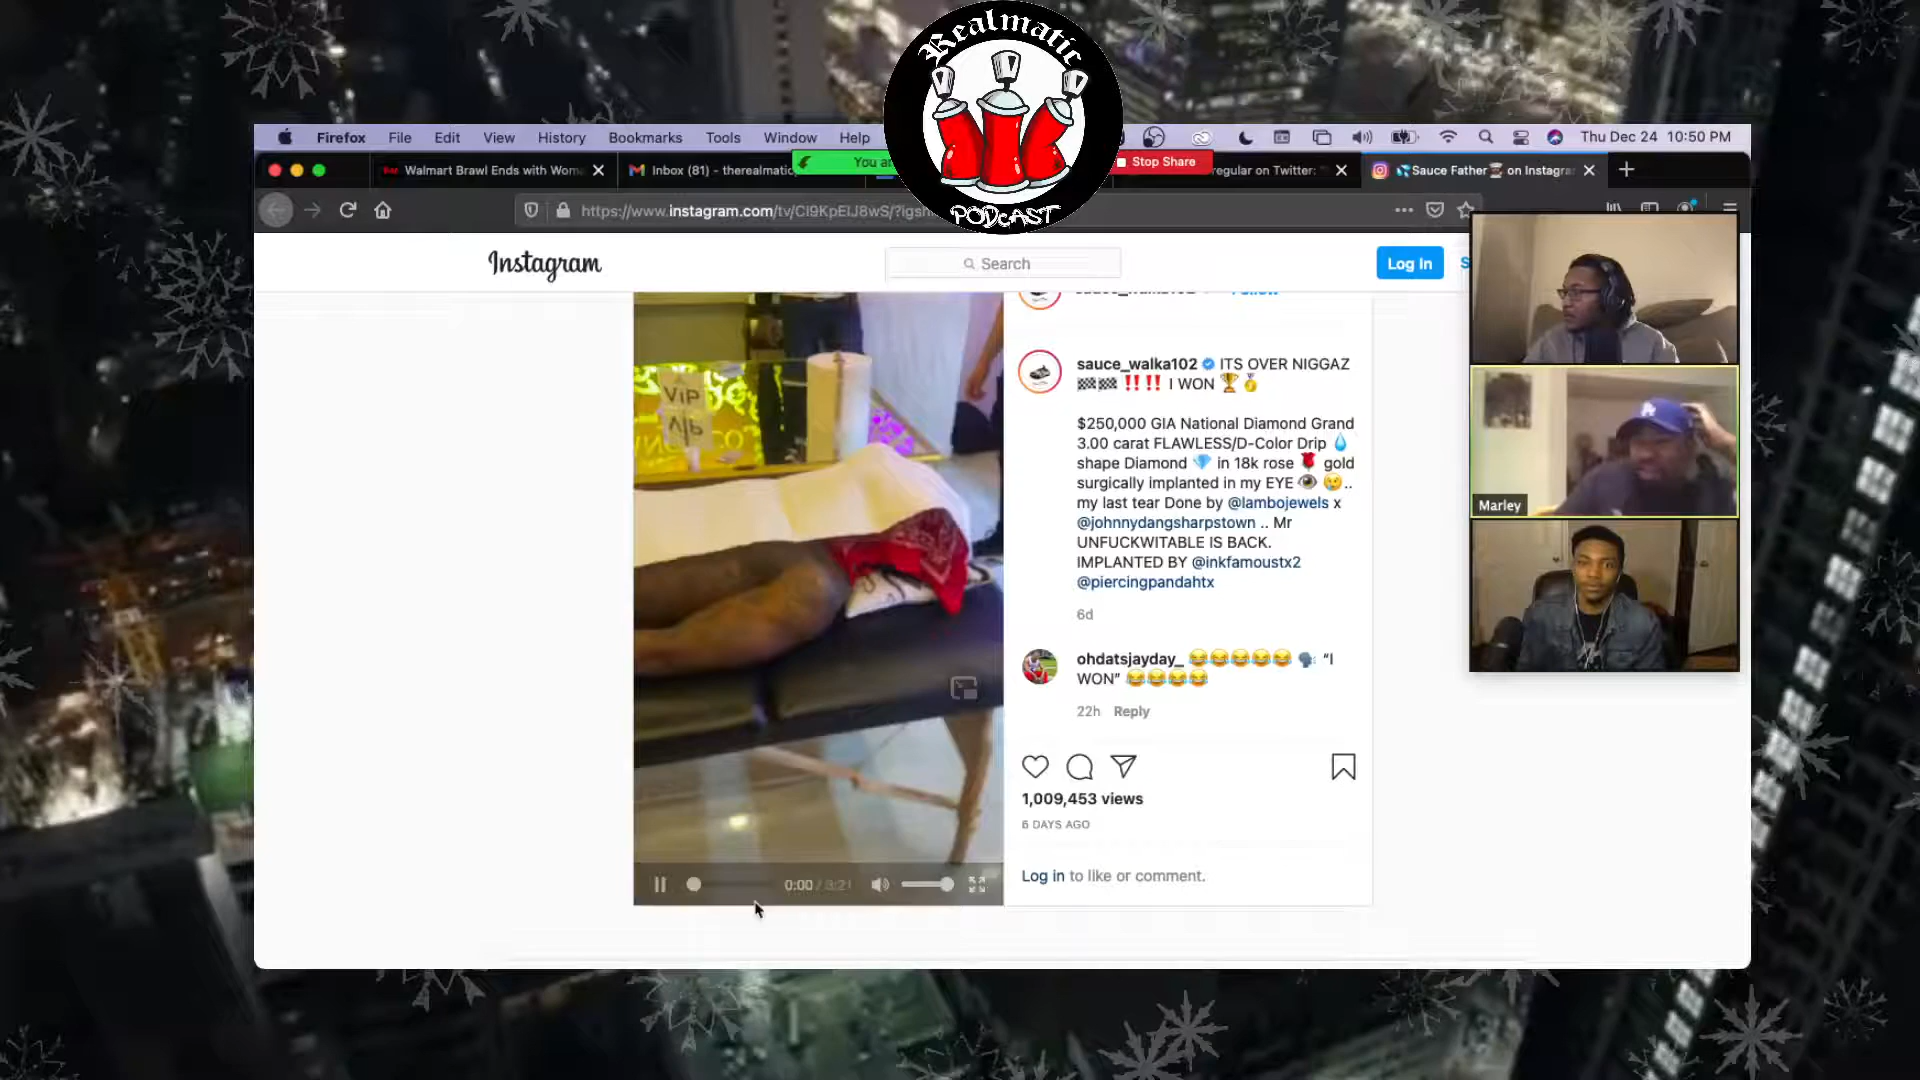 Realmatic
PODCAST
Firefox File Edit View History Bookmarks Tools Window Help
Thu Dec 24 10:50 PM
You
Stop Share
Walmart Brawl Ends with Wom
Inbox (81) - therealmatic
regular on Twitter:
💦Sauce Father on Instagra
https://www.instagram.com/tv/
Instagram
Search
Log In
VIP
VIP
sauce_walka102 ITS OVER NIGGAZ
🏁🏁 ‼️‼️ I WON 🏆🥇
$250,000 GIA National Diamond Grand
3.00 carat FLAWLESS/D-Color Drip 💧
shape Diamond 💎 in 18k rose 🌹 gold
surgically implanted in my EYE 👁 😢..
my last tear Done by @lambojewels x
@johnnydangsharpstown .. Mr
UNFUCKWITABLE IS BACK.
IMPLANTED BY @inkfamoustx2
@piercingpandahtx
6d
ohdatsjayday_ 😂😂😂😂😂 🗣 “I
WON” 😂😂😂😂
22h Reply
1,009,453 views
6 DAYS AGO
Log in to like or comment.
0:00 / 3:21
Marley